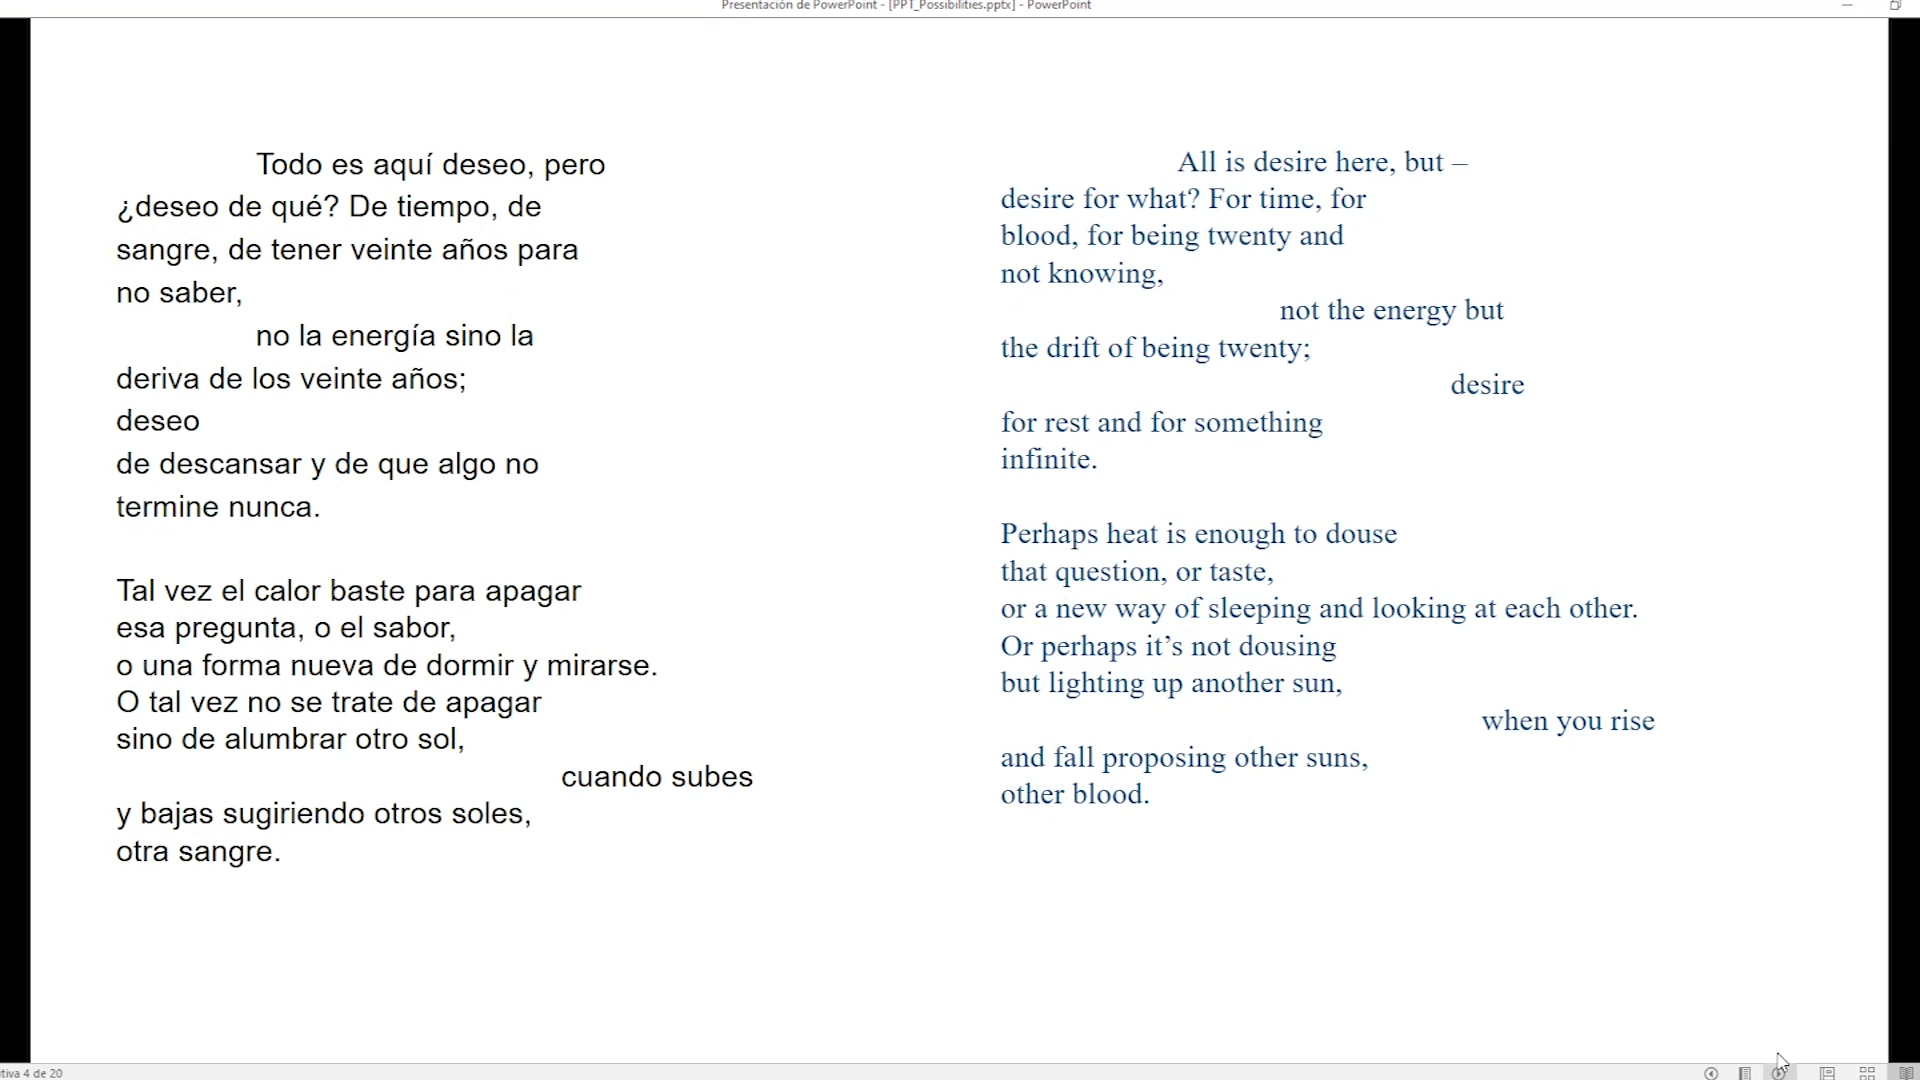 Presentación de PowerPoint - [PPT_Possibilities.pptx] - PowerPoint
Todo es aquí deseo, pero
¿deseo de qué? De tiempo, de
sangre, de tener veinte años para
no saber,
no la energía sino la
deriva de los veinte años;
deseo
de descansar y de que algo no
termine nunca.
Tal vez el calor baste para apagar
esa pregunta, o el sabor,
o una forma nueva de dormir y mirarse.
O tal vez no se trate de apagar
sino de alumbrar otro sol,
cuando subes
y bajas sugiriendo otros soles,
otra sangre.
All is desire here, but –
desire for what? For time, for
blood, for being twenty and
not knowing,
not the energy but
the drift of being twenty;
desire
for rest and for something
infinite.
Perhaps heat is enough to douse
that question, or taste,
or a new way of sleeping and looking at each other.
Or perhaps it’s not dousing
but lighting up another sun,
when you rise
and fall proposing other suns,
other blood.
tiva 4 de 20